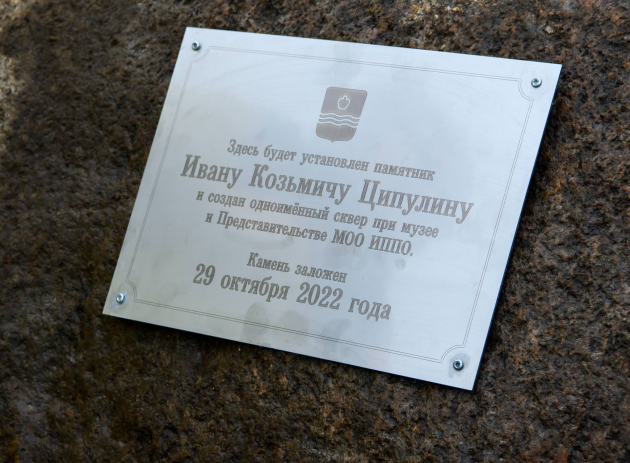 Здесь будет установлен памятник
Ивану Козьмичу Ципулину
и создан одноимённый сквер при музее
и Представительстве МОО ИППО.
Камень заложен
29 октября 2022 года